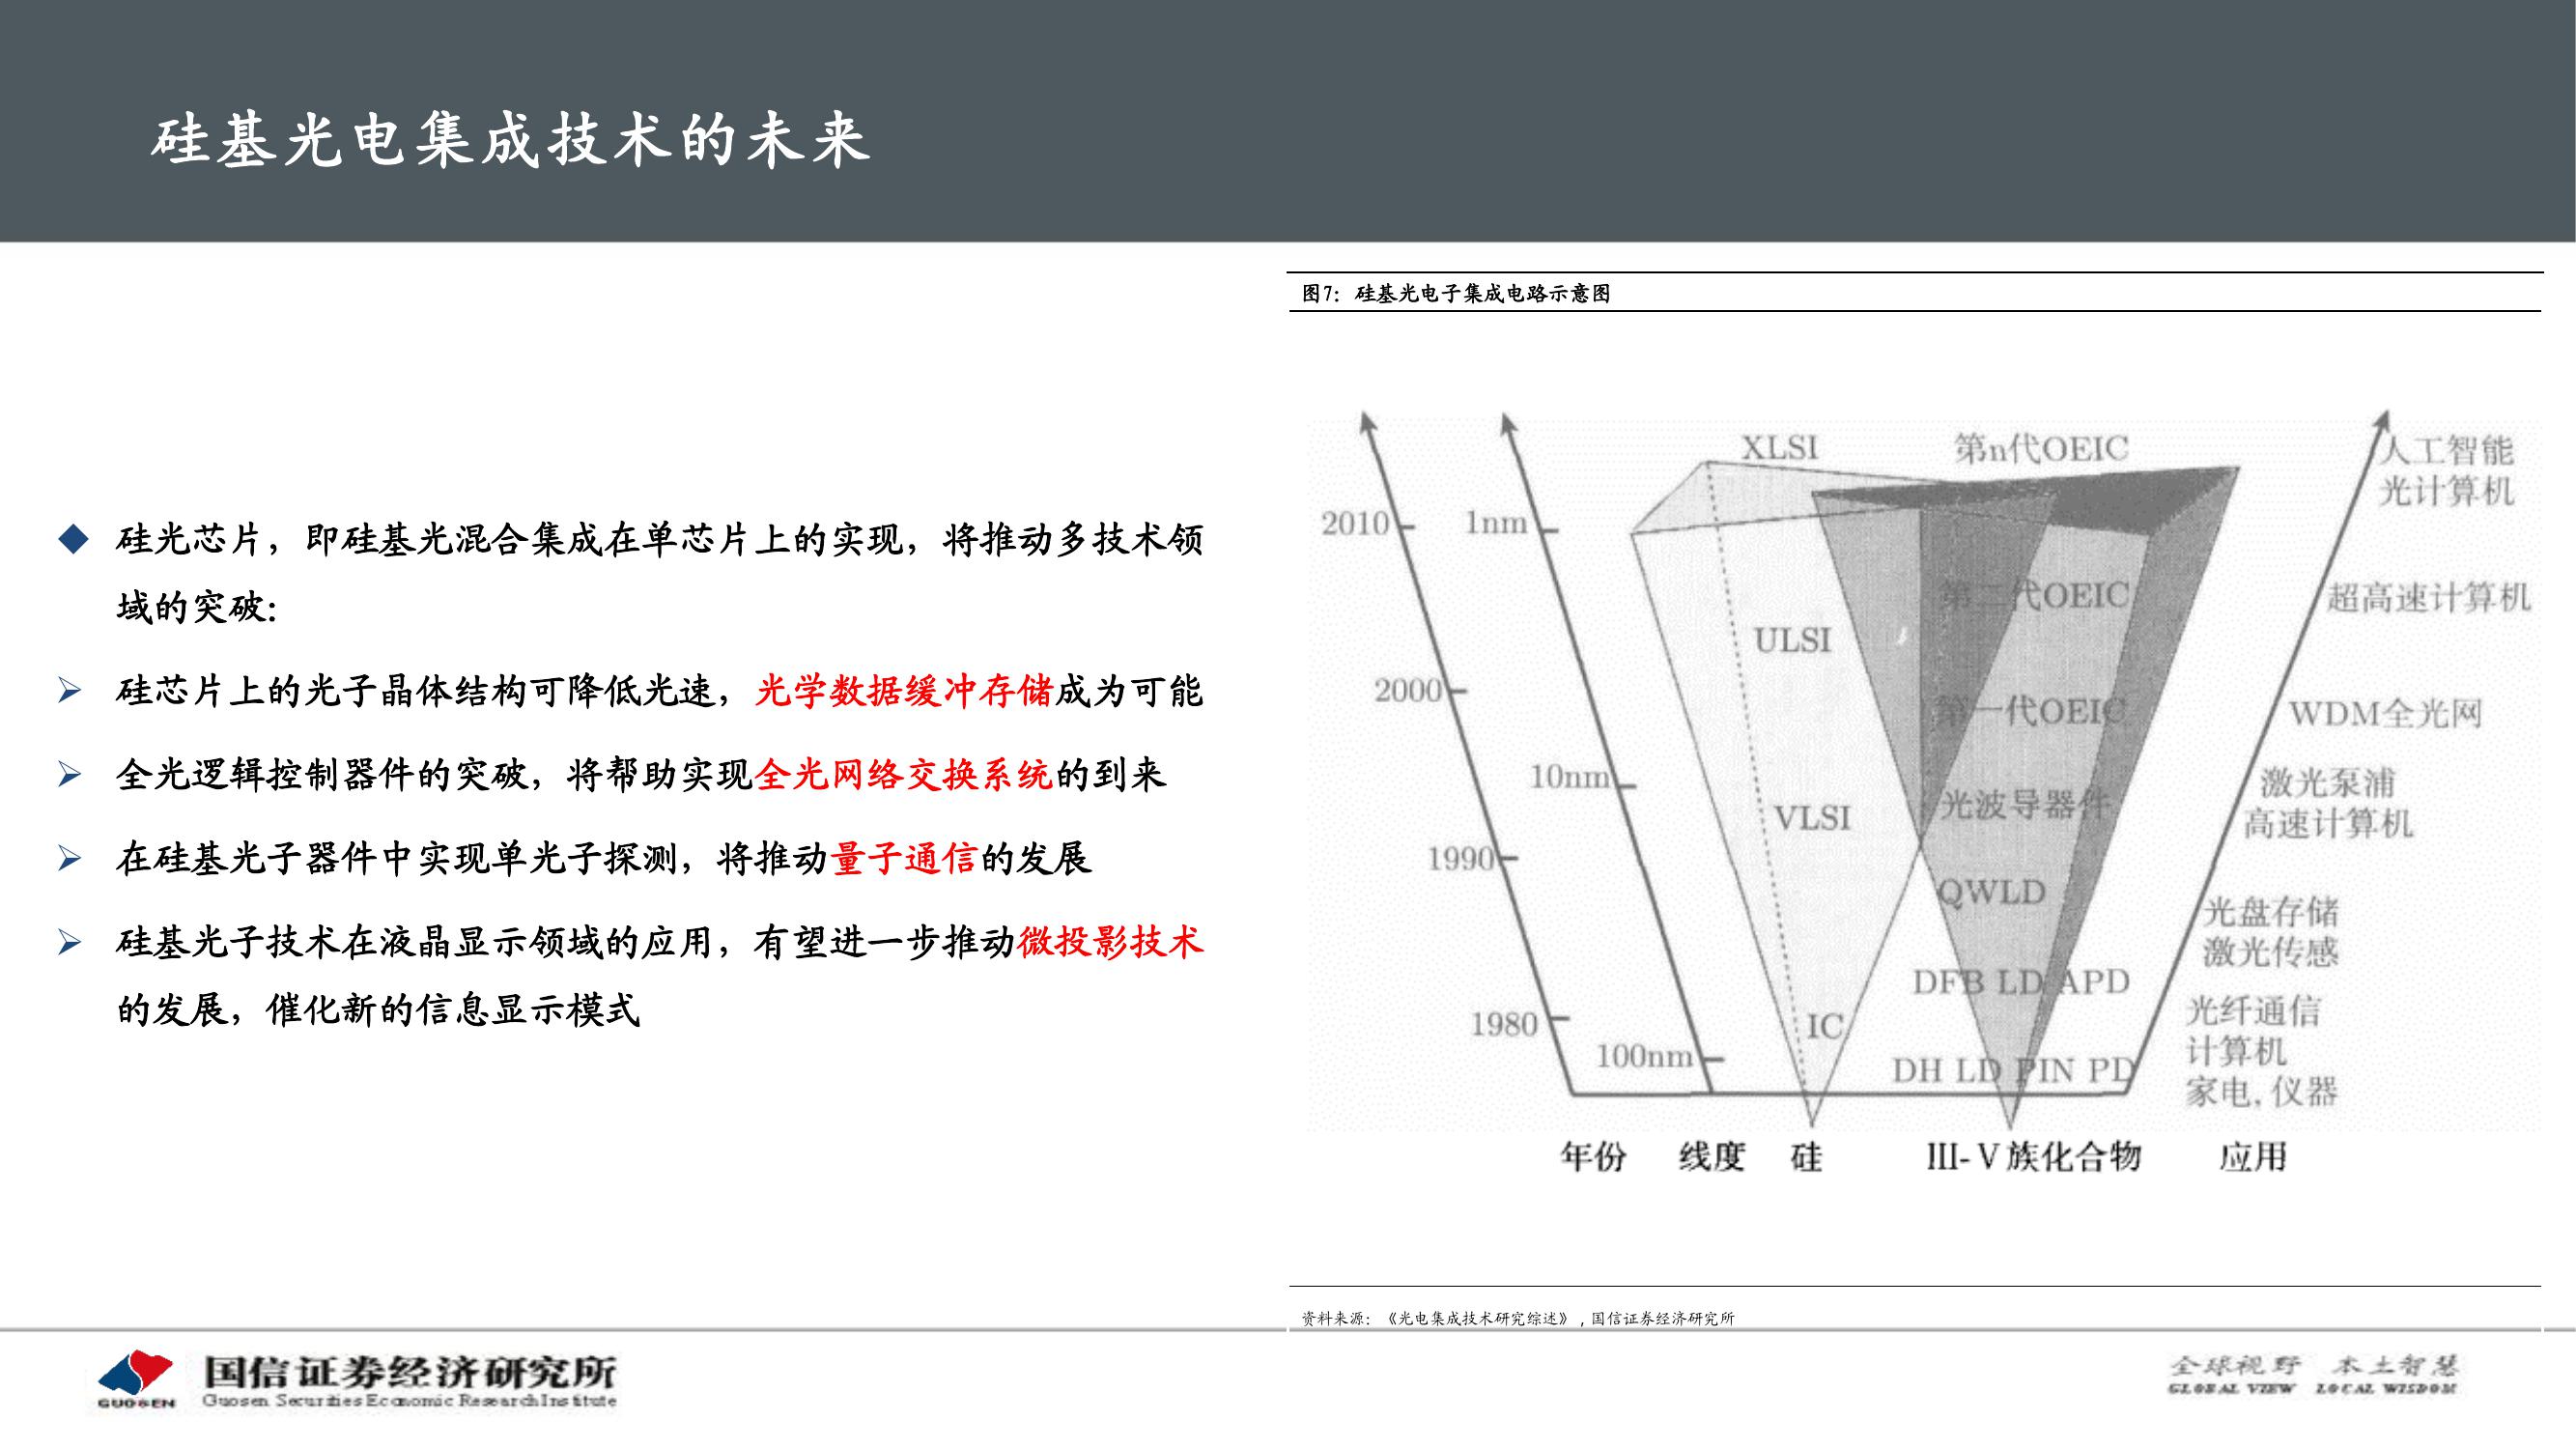 硅基光电集成技术的未来
硅光芯片，即硅基光混合集成在单芯片上的实现，将推动多技术领
域的突破：
硅芯片上的光子晶体结构可降低光速，光学数据缓冲存储成为可能
全光逻辑控制器件的突破，将帮助实现全光网络交换系统的到来
在硅基光子器件中实现单光子探测，将推动量子通信的发展
硅基光子技术在液晶显示领域的应用，有望进一步推动微投影技术
的发展，催化新的信息显示模式
图7：硅基光电子集成电路示意图
XLSI
第n代OEIC
人工智能
光计算机
2010
1nm
第二代OEIC
超高速计算机
ULSI
2000
第一代OEIC
WDM全光网
10nm
激光泵浦
高速计算机
VLSI
光波导器件
1990
QWLD
光盘存储
激光传感
DFB LD APD
1980
IC
光纤通信
计算机
家电, 仪器
100nm
DH LD PIN PD
年份
线度
硅
III-V族化合物
应用
资料来源：《光电集成技术研究综述》, 国信证券经济研究所
国信证券经济研究所
Guosen Securities Economic Research Institute
GUOSEN
全球视野 本土智慧
GLOBAL VIEW LOCAL WISDOM